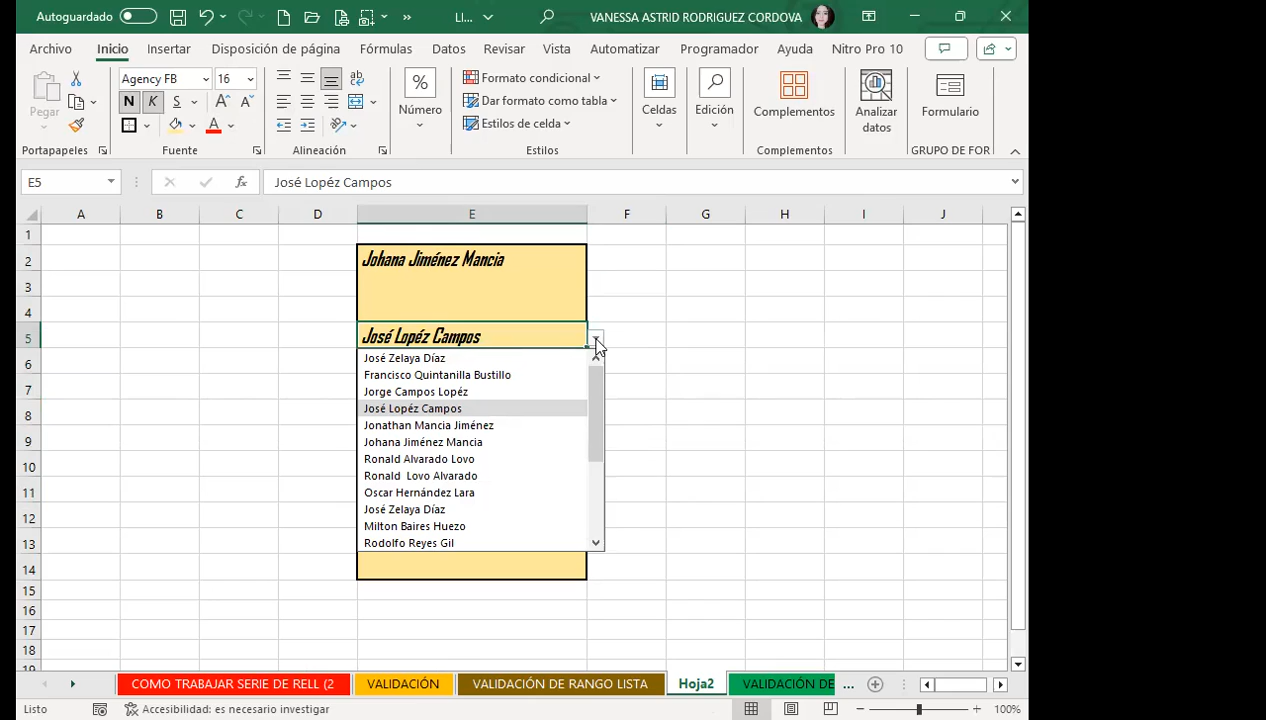 Autoguardado LI... VANESSA ASTRID RODRIGUEZ CORDOVA
Archivo Inicio Insertar Disposición de página Fórmulas Datos Revisar Vista Automatizar Programador Ayuda Nitro Pro 10
Pegar
Agency FB 16
N K S A A A
% Número
Formato condicional
Dar formato como tabla
Estilos de celda
Celdas
Edición
Complementos
Analizar datos
Formulario
Portapapeles Fuente Alineación Estilos Complementos GRUPO DE FOR
E5 fx José Lopéz Campos
A B C D E F G H I J
1
2 Johana Jiménez Mancia
3
4
5 José Lopéz Campos
6
7
8
9
10
11
12
13
14
15
16
17
18
19
José Zelaya Díaz
Francisco Quintanilla Bustillo
Jorge Campos Lopéz
José Lopéz Campos
Jonathan Mancia Jiménez
Johana Jiménez Mancia
Ronald Alvarado Lovo
Ronald  Lovo Alvarado
Oscar Hernández Lara
José Zelaya Díaz
Milton Baires Huezo
Rodolfo Reyes Gil
COMO TRABAJAR SERIE DE RELL (2 VALIDACIÓN VALIDACIÓN DE RANGO LISTA Hoja2 VALIDACIÓN DE ...
Listo Accesibilidad: es necesario investigar 100%